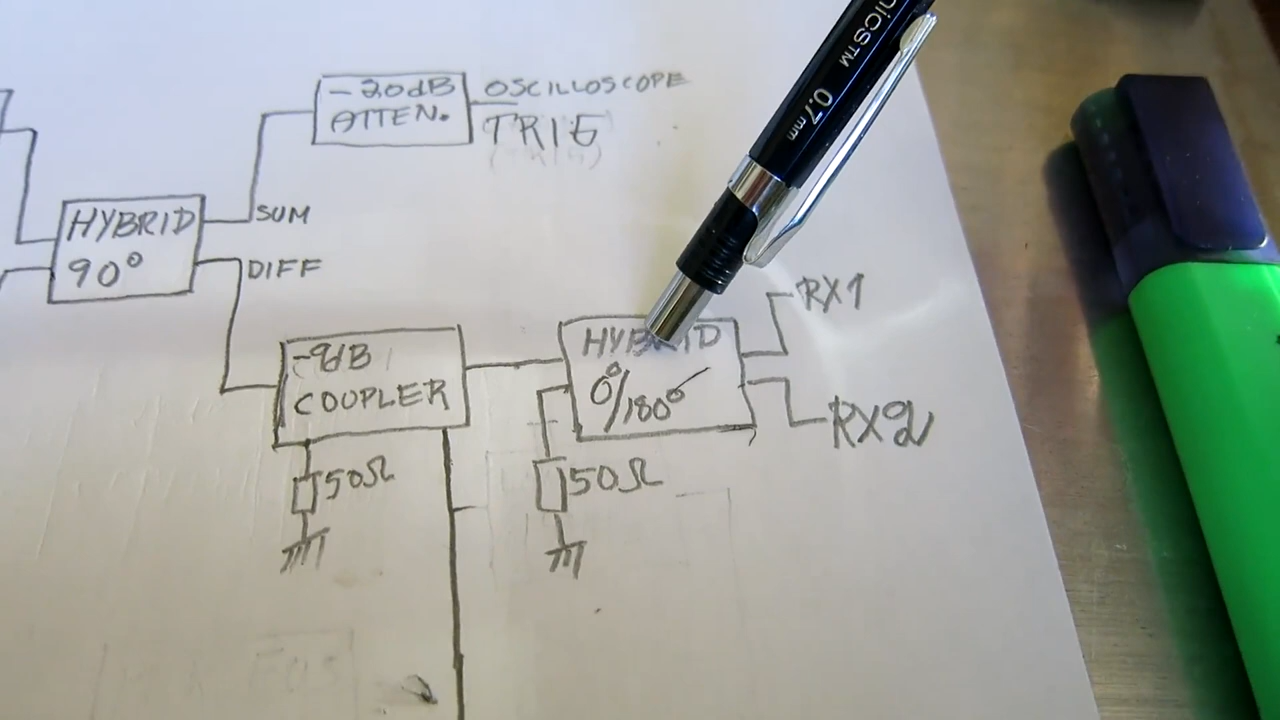 -20dB
ATTEN.
OSCILLOSCOPE
TRIG
HYBRID
90°
SUM
DIFF
-9dB
COUPLER
50Ω
HYBRID
0°/180°
50Ω
RX1
RX2
nics™ 0.7mm